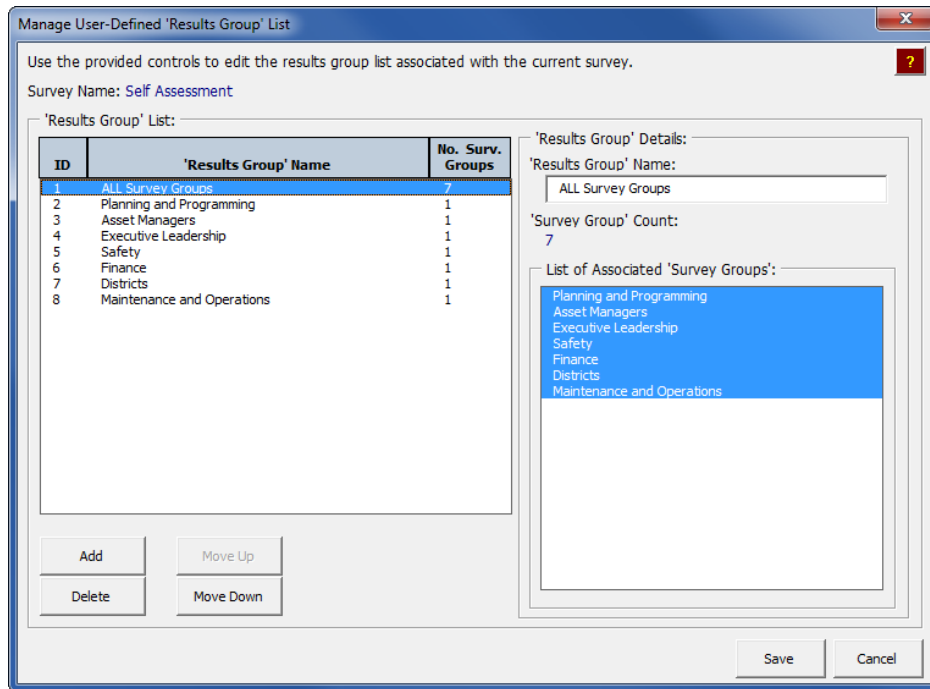 Manage User-Defined 'Results Group' List
x
Use the provided controls to edit the results group list associated with the current survey.
?
Survey Name: Self Assessment
'Results Group' List:
ID 'Results Group' Name No. Surv. Groups
1 ALL Survey Groups 7
2 Planning and Programming 1
3 Asset Managers 1
4 Executive Leadership 1
5 Safety 1
6 Finance 1
7 Districts 1
8 Maintenance and Operations 1
Add
Move Up
Delete
Move Down
'Results Group' Details:
'Results Group' Name:
ALL Survey Groups
'Survey Group' Count:
7
List of Associated 'Survey Groups':
Planning and Programming
Asset Managers
Executive Leadership
Safety
Finance
Districts
Maintenance and Operations
Save
Cancel